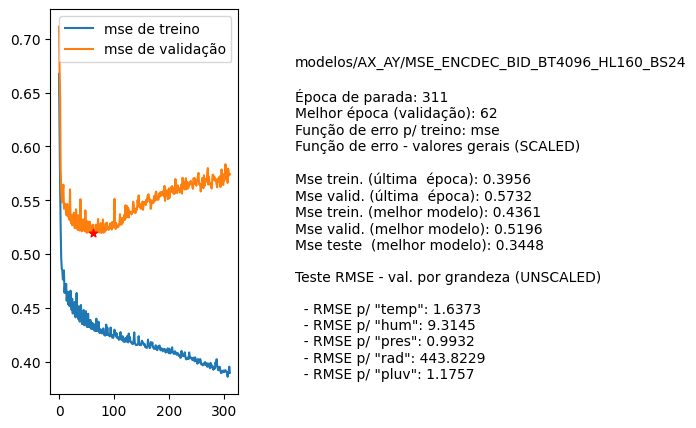 mse de treino
mse de validação
0.70
0.65
0.60
0.55
0.50
0.45
0.40
0
100
200
300
modelos/AX_AY/MSE_ENCDEC_BID_BT4096_HL160_BS24
Época de parada: 311
Melhor época (validação): 62
Função de erro p/ treino: mse
Função de erro - valores gerais (SCALED)
Mse trein. (última  época): 0.3956
Mse valid. (última  época): 0.5732
Mse trein. (melhor modelo): 0.4361
Mse valid. (melhor modelo): 0.5196
Mse teste  (melhor modelo): 0.3448
Teste RMSE - val. por grandeza (UNSCALED)
- RMSE p/ "temp": 1.6373
- RMSE p/ "hum": 9.3145
- RMSE p/ "pres": 0.9932
- RMSE p/ "rad": 443.8229
- RMSE p/ "pluv": 1.1757